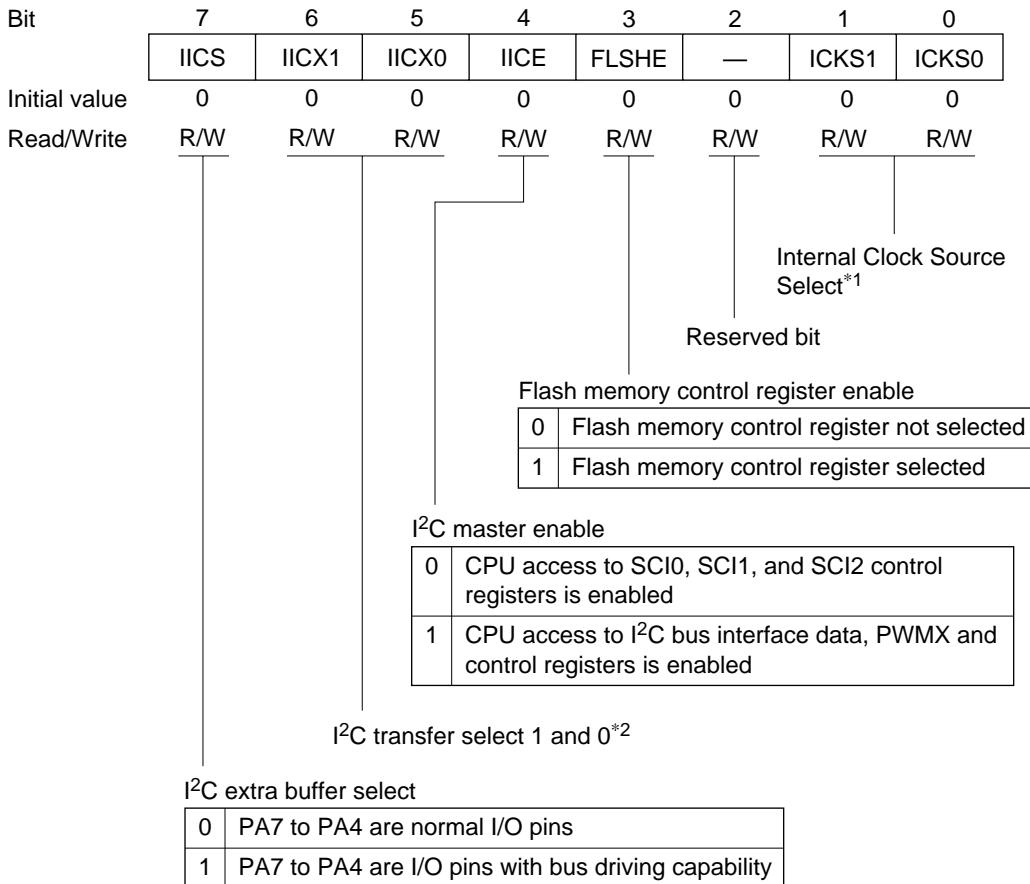 Bit 7 6 5 4 3 2 1 0
IICS IICX1 IICX0 IICE FLSHE — ICKS1 ICKS0
Initial value 0 0 0 0 0 0 0 0
Read/Write R/W R/W R/W R/W R/W R/W R/W R/W
Internal Clock Source
Select*1
Reserved bit
Flash memory control register enable
0 Flash memory control register not selected
1 Flash memory control register selected
I2C master enable
0 CPU access to SCI0, SCI1, and SCI2 control
registers is enabled
1 CPU access to I2C bus interface data, PWMX and
control registers is enabled
I2C transfer select 1 and 0*2
I2C extra buffer select
0 PA7 to PA4 are normal I/O pins
1 PA7 to PA4 are I/O pins with bus driving capability